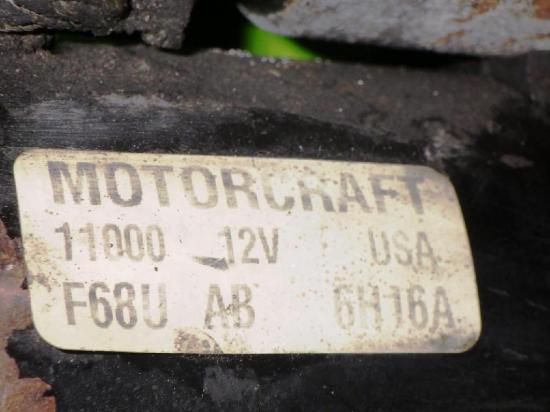 MOTORCRAFT
11000 12V USA
F68U AB 6H16A